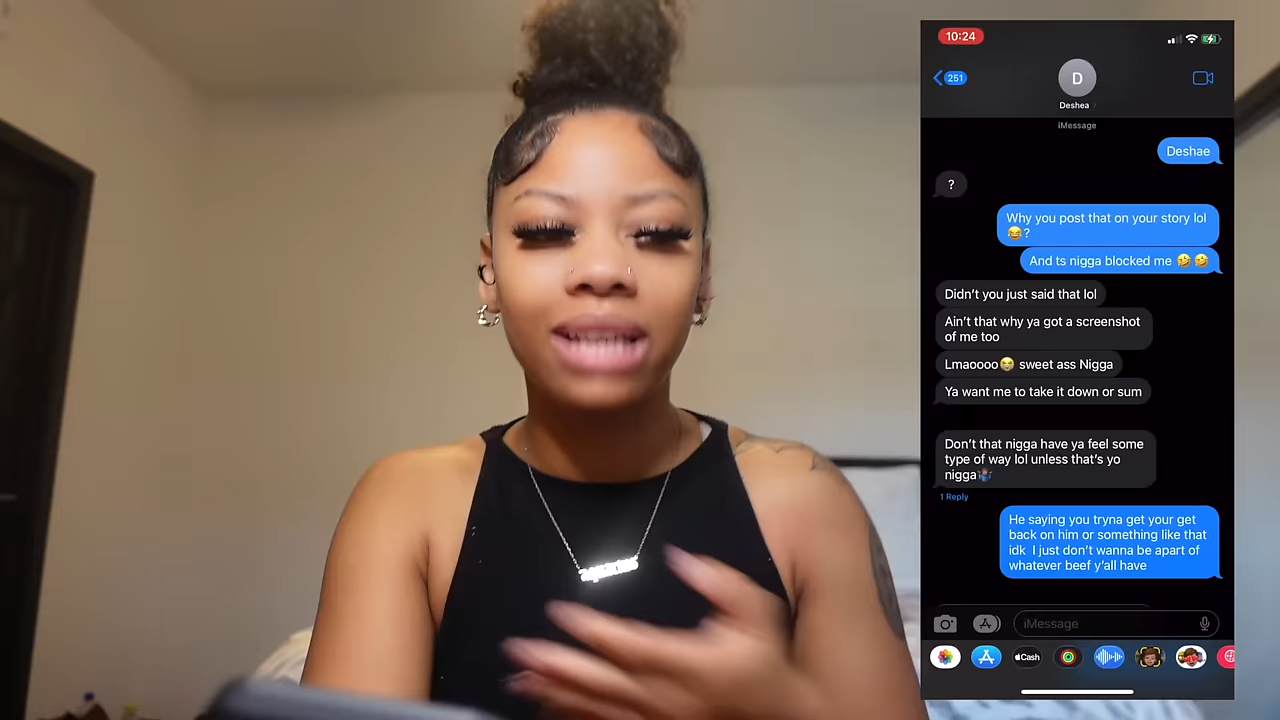 10:24
251
D
Deshea
iMessage
Deshae
?
Why you post that on your story lol
😂?
And ts nigga blocked me 🤣🤣
Didn't you just said that lol
Ain't that why ya got a screenshot
of me too
Lmaoooo😭 sweet ass Nigga
Ya want me to take it down or sum
Don't that nigga have ya feel some
type of way lol unless that's yo
nigga🤷🏾‍♂️
1 Reply
He saying you tryna get your get
back on him or something like that
idk I just don't wanna be apart of
whatever beef y'all have
iMessage
Cash